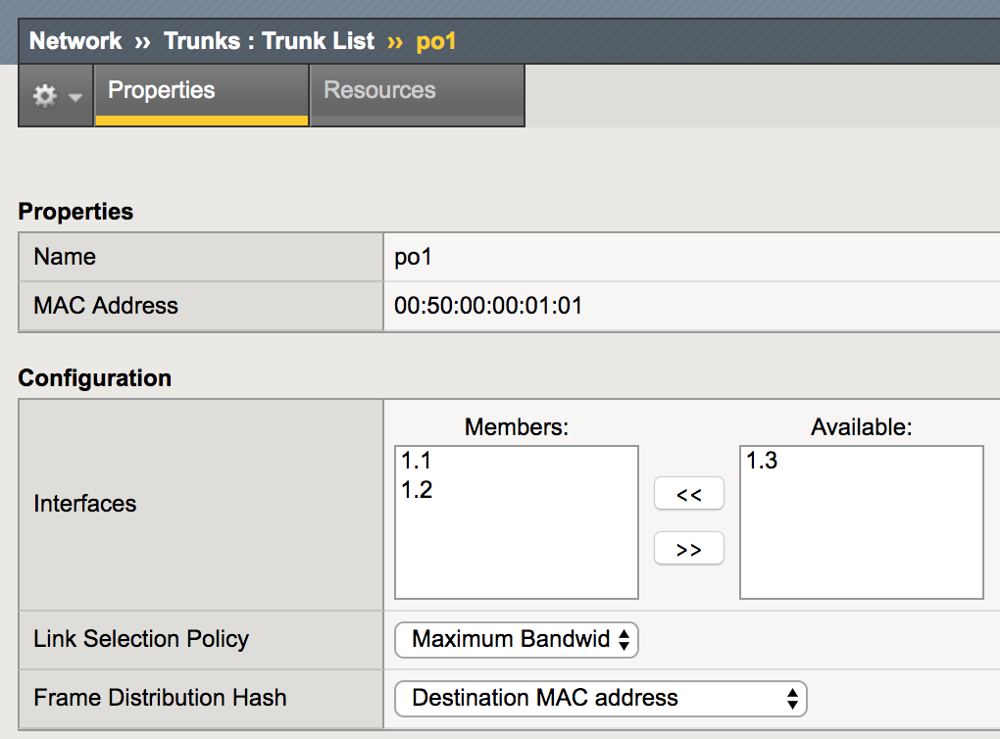 Network ›› Trunks : Trunk List ›› po1
Properties Resources
Properties
Name po1
MAC Address 00:50:00:00:01:01
Configuration
Members: Available:
1.1 1.3
1.2
<<
Interfaces
>>
Link Selection Policy Maximum Bandwid
Frame Distribution Hash Destination MAC address